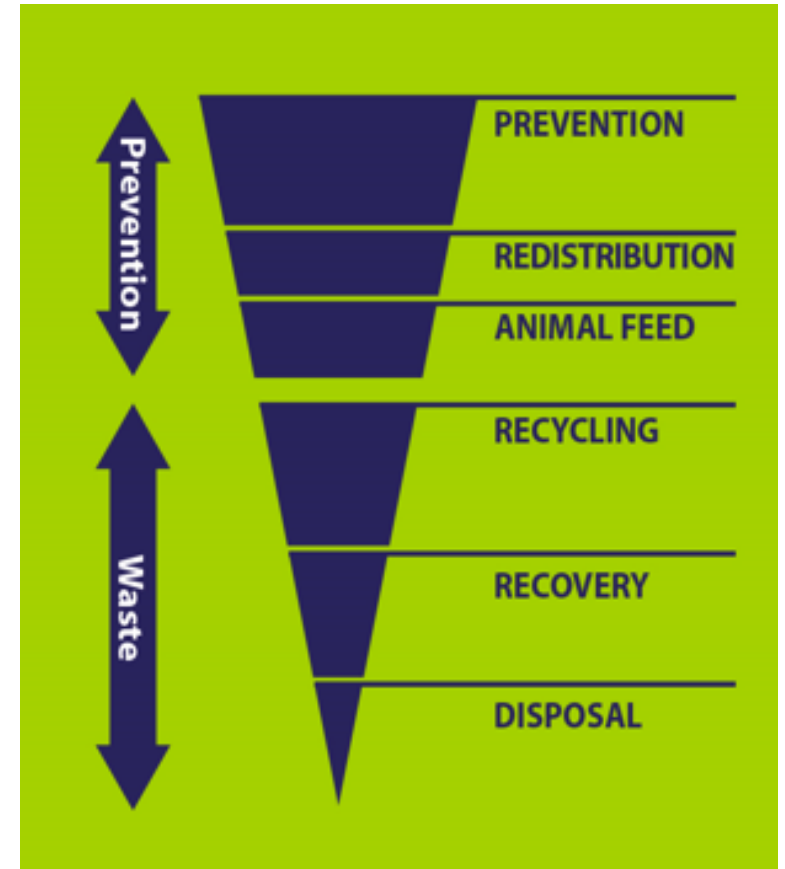 Prevention
PREVENTION
REDISTRIBUTION
ANIMAL FEED
Waste
RECYCLING
RECOVERY
DISPOSAL